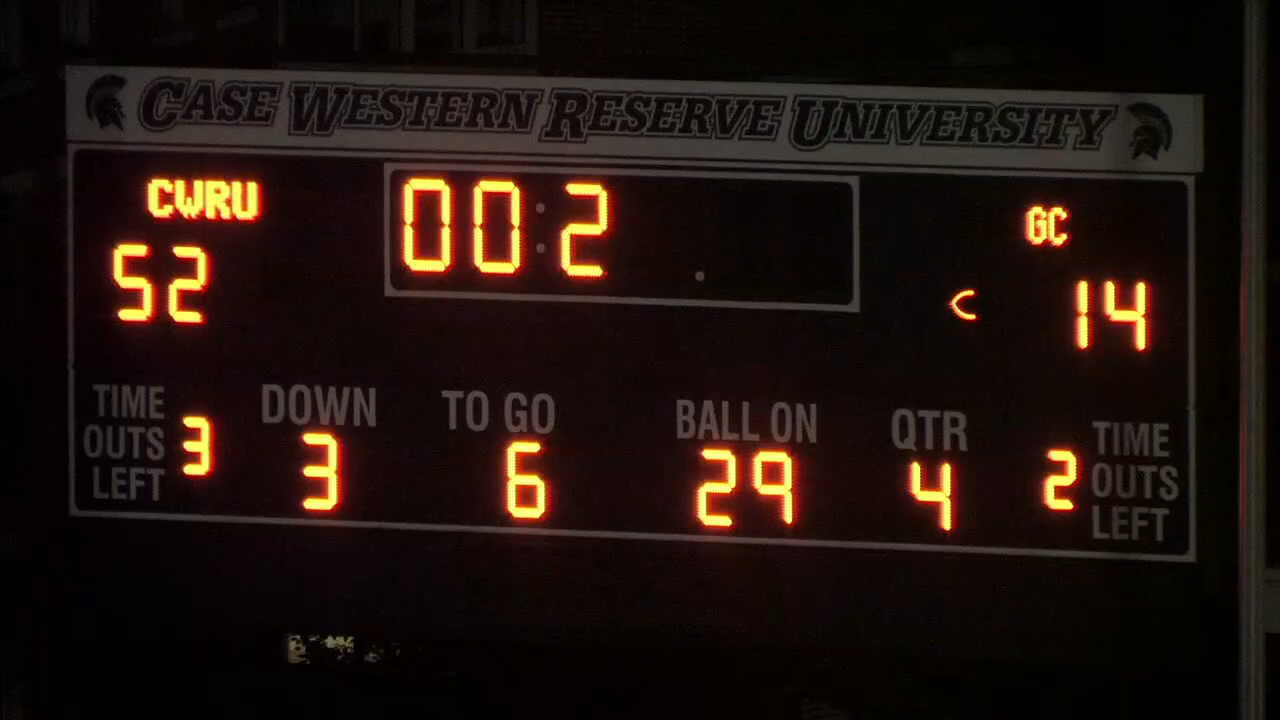 CASE WESTERN RESERVE UNIVERSITY
CWRU 00:2 GC
52 < 14
TIME OUTS LEFT 3 DOWN 3 TO GO 6 BALL ON 29 QTR 4 2 TIME OUTS LEFT